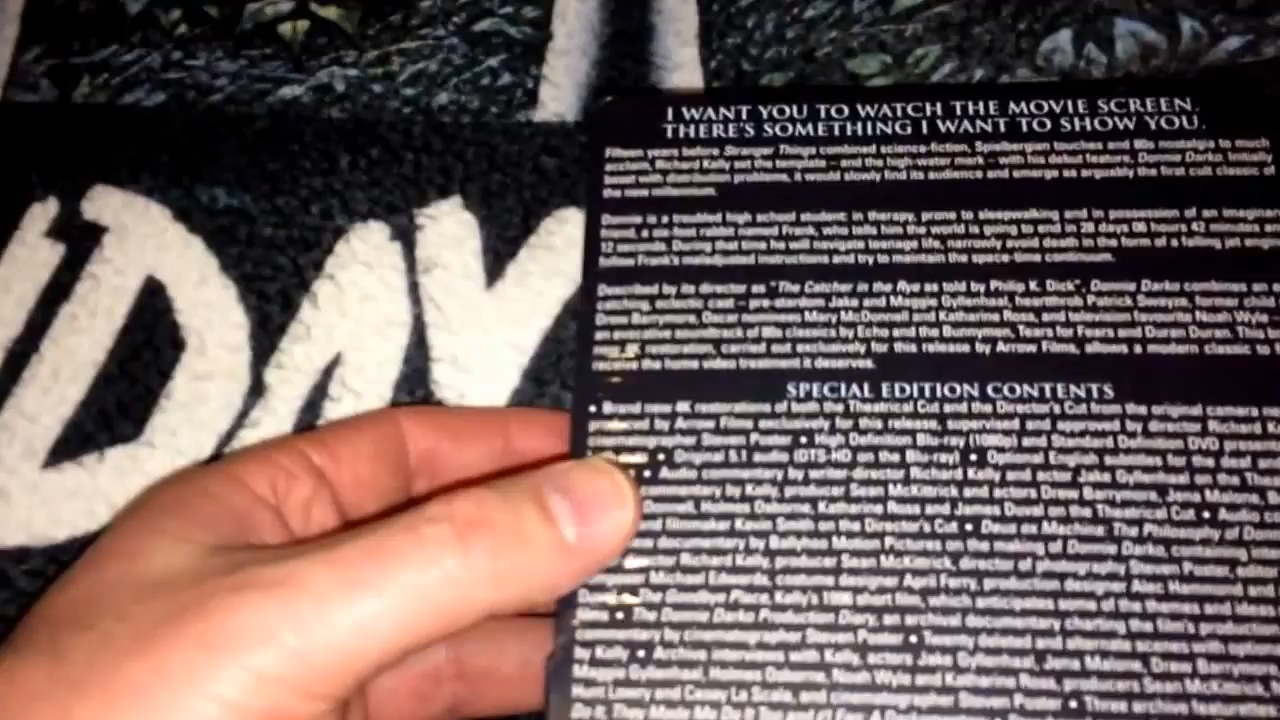 DAY
I WANT YOU TO WATCH THE MOVIE SCREEN.
THERE'S SOMETHING I WANT TO SHOW YOU.
Fifteen years before Stranger Things combined science-fiction, Spielbergian touches and 80s nostalgia to much
acclaim, Richard Kelly set the template – and the high-water mark – with his debut feature, Donnie Darko. Initially
beset with distribution problems, it would slowly find its audience and emerge as arguably the first cult classic of
the new millennium.
Donnie is a troubled high school student: in therapy, prone to sleepwalking and in possession of an
friend, a six-foot rabbit named Frank, who tells him the world is going to end in 28 days 06 hours 42 minutes
12 seconds. During that time he will navigate teenage life, narrowly avoid death in the form of a falling jet
follow Frank's maladjusted instructions and try to maintain the space-time continuum.
Described by its director as "The Catcher in the Rye as told by Philip K. Dick", Donnie Darko combines an
catching, eclectic cast – pre-stardom Jake and Maggie Gyllenhaal, heartthrob Patrick Swayze, former child
Drew Barrymore, Oscar nominees Mary McDonnell and Katharine Ross, and television favourite Noah Wyle
an evocative soundtrack of 80s classics by Echo and the Bunnymen, Tears for Fears and Duran Duran. This
new 4K restoration, carried out exclusively for this release by Arrow Films, allows a modern classic to
receive the home video treatment it deserves.
SPECIAL EDITION CONTENTS
• Brand new 4K restorations of both the Theatrical Cut and the Director's Cut from the original camera
by Arrow Films exclusively for this release, supervised and approved by director Richard
Steven Poster • High Definition Blu-ray (1080p) and Standard Definition DVD
• Original 5.1 audio (DTS-HD on the Blu-ray) • Optional English subtitles for the deaf and
• Audio commentary by writer-director Richard Kelly and actor Jake Gyllenhaal on the
commentary by Kelly, producer Sean McKittrick and actors Drew Barrymore, Jena Malone,
Holmes Osborne, Katharine Ross and James Duval on the Theatrical Cut • Audio
filmmaker Kevin Smith on the Director's Cut • Deus ex Machina: The Philosophy of
documentary by Ballyhoo Motion Pictures on the making of Donnie Darko, containing
Richard Kelly, producer Sean McKittrick, director of photography Steven Poster,
Michael Edwards, costume designer April Ferry, production designer Alec
The Goodbye Place, Kelly's 1996 short film, which anticipates some of the themes and ideas
• The Donnie Darko Production Diary, an archival documentary charting the film's production
commentary by cinematographer Steven Poster • Twenty deleted and alternate scenes with
by Kelly • Archive interviews with Kelly, actors Jake Gyllenhaal, Jena Malone, Drew
Maggie Gyllenhaal, Holmes Osborne, Noah Wyle and Katharine Ross, producers Sean McKittrick,
Hunt Lowry and Casey La Scala, and cinematographer Steven Poster • Three archive featurettes
Do it, They Made Me Do It Too and